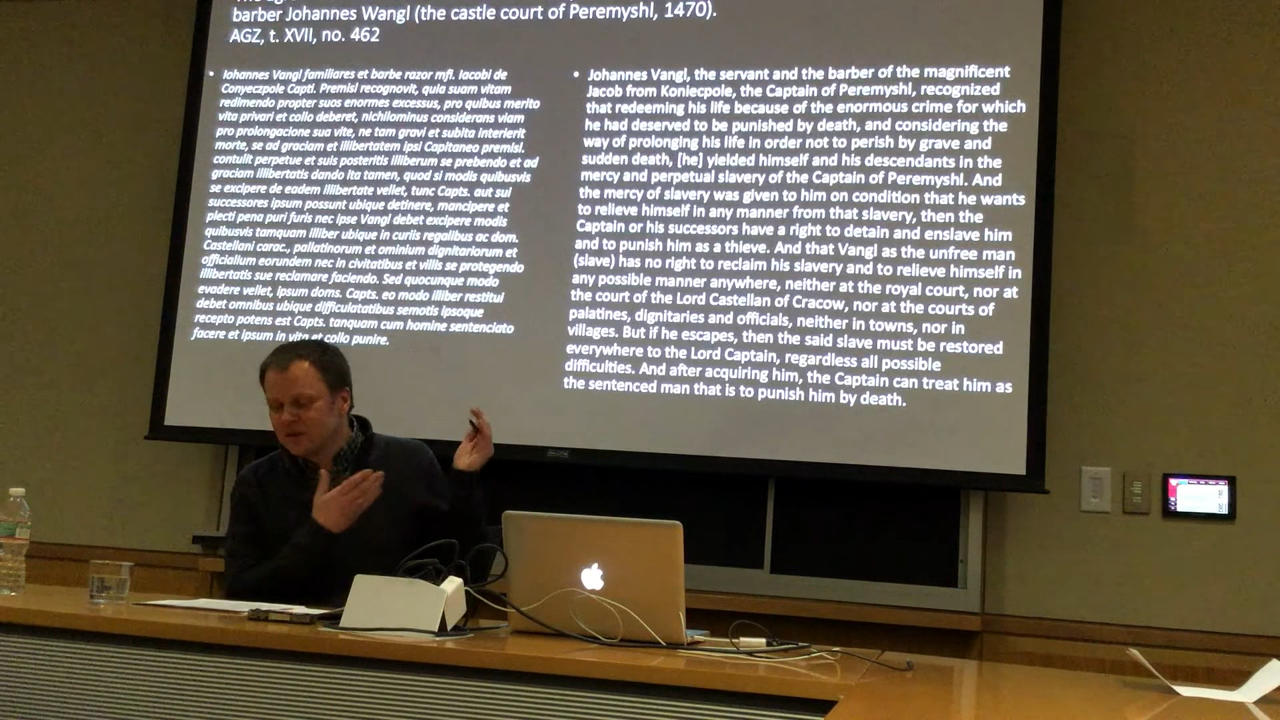 barber Johannes Wangl (the castle court of Peremyshl, 1470).
AGZ, t. XVII, no. 462
• Iohannes Vangl familiares et barbe razor mfi. Iacobi de
Conyeczpole Capti. Premisl recognovit, quia suam vitam
redimendo propter suos enormes excessus, pro quibus merito
vita privari et collo deberet, nichilominus considerans viam
pro prolongacione sua vite, ne tam gravi et subita interierit
morte, se ad graciam et illibertatem ipsi Capitaneo premisl.
contulit perpetue et suis posteritis illiberum se prebendo et ad
graciam illibertatis dando ita tamen, quod si modis quibusvis
se excipere de eadem illibertate vellet, tunc Capts. aut sui
successores ipsum possunt ubique detinere, mancipere et
plecti pena puri furis nec ipse Vangl debet excipere modis
quibusvis tamquam illiber ubique in curiis regalibus ac dom.
Castellani carac., pallatinorum et ominium dignitariorum et
officialium eorundem nec in civitatibus et villis se protegendo
illibertatis sue reclamare faciendo. Sed quocunque modo
evadere vellet, ipsum doms. Capts. eo modo illiber restitui
debet omnibus ubique difficulatatibus semotis ipsoque
recepto potens est Capts. tanquam cum homine sentenciato
facere et ipsum in vita et collo punire.
• Johannes Vangl, the servant and the barber of the magnificent
Jacob from Koniecpole, the Captain of Peremyshl, recognized
that redeeming his life because of the enormous crime for which
he had deserved to be punished by death, and considering the
way of prolonging his life in order not to perish by grave and
sudden death, [he] yielded himself and his descendants in the
mercy and perpetual slavery of the Captain of Peremyshl. And
the mercy of slavery was given to him on condition that he wants
to relieve himself in any manner from that slavery, then the
Captain or his successors have a right to detain and enslave him
and to punish him as a thieve. And that Vangl as the unfree man
(slave) has no right to reclaim his slavery and to relieve himself in
any possible manner anywhere, neither at the royal court, nor at
the court of the Lord Castellan of Cracow, nor at the courts of
palatines, dignitaries and officials, neither in towns, nor in
villages. But if he escapes, then the said slave must be restored
everywhere to the Lord Captain, regardless all possible
difficulties. And after acquiring him, the Captain can treat him as
the sentenced man that is to punish him by death.